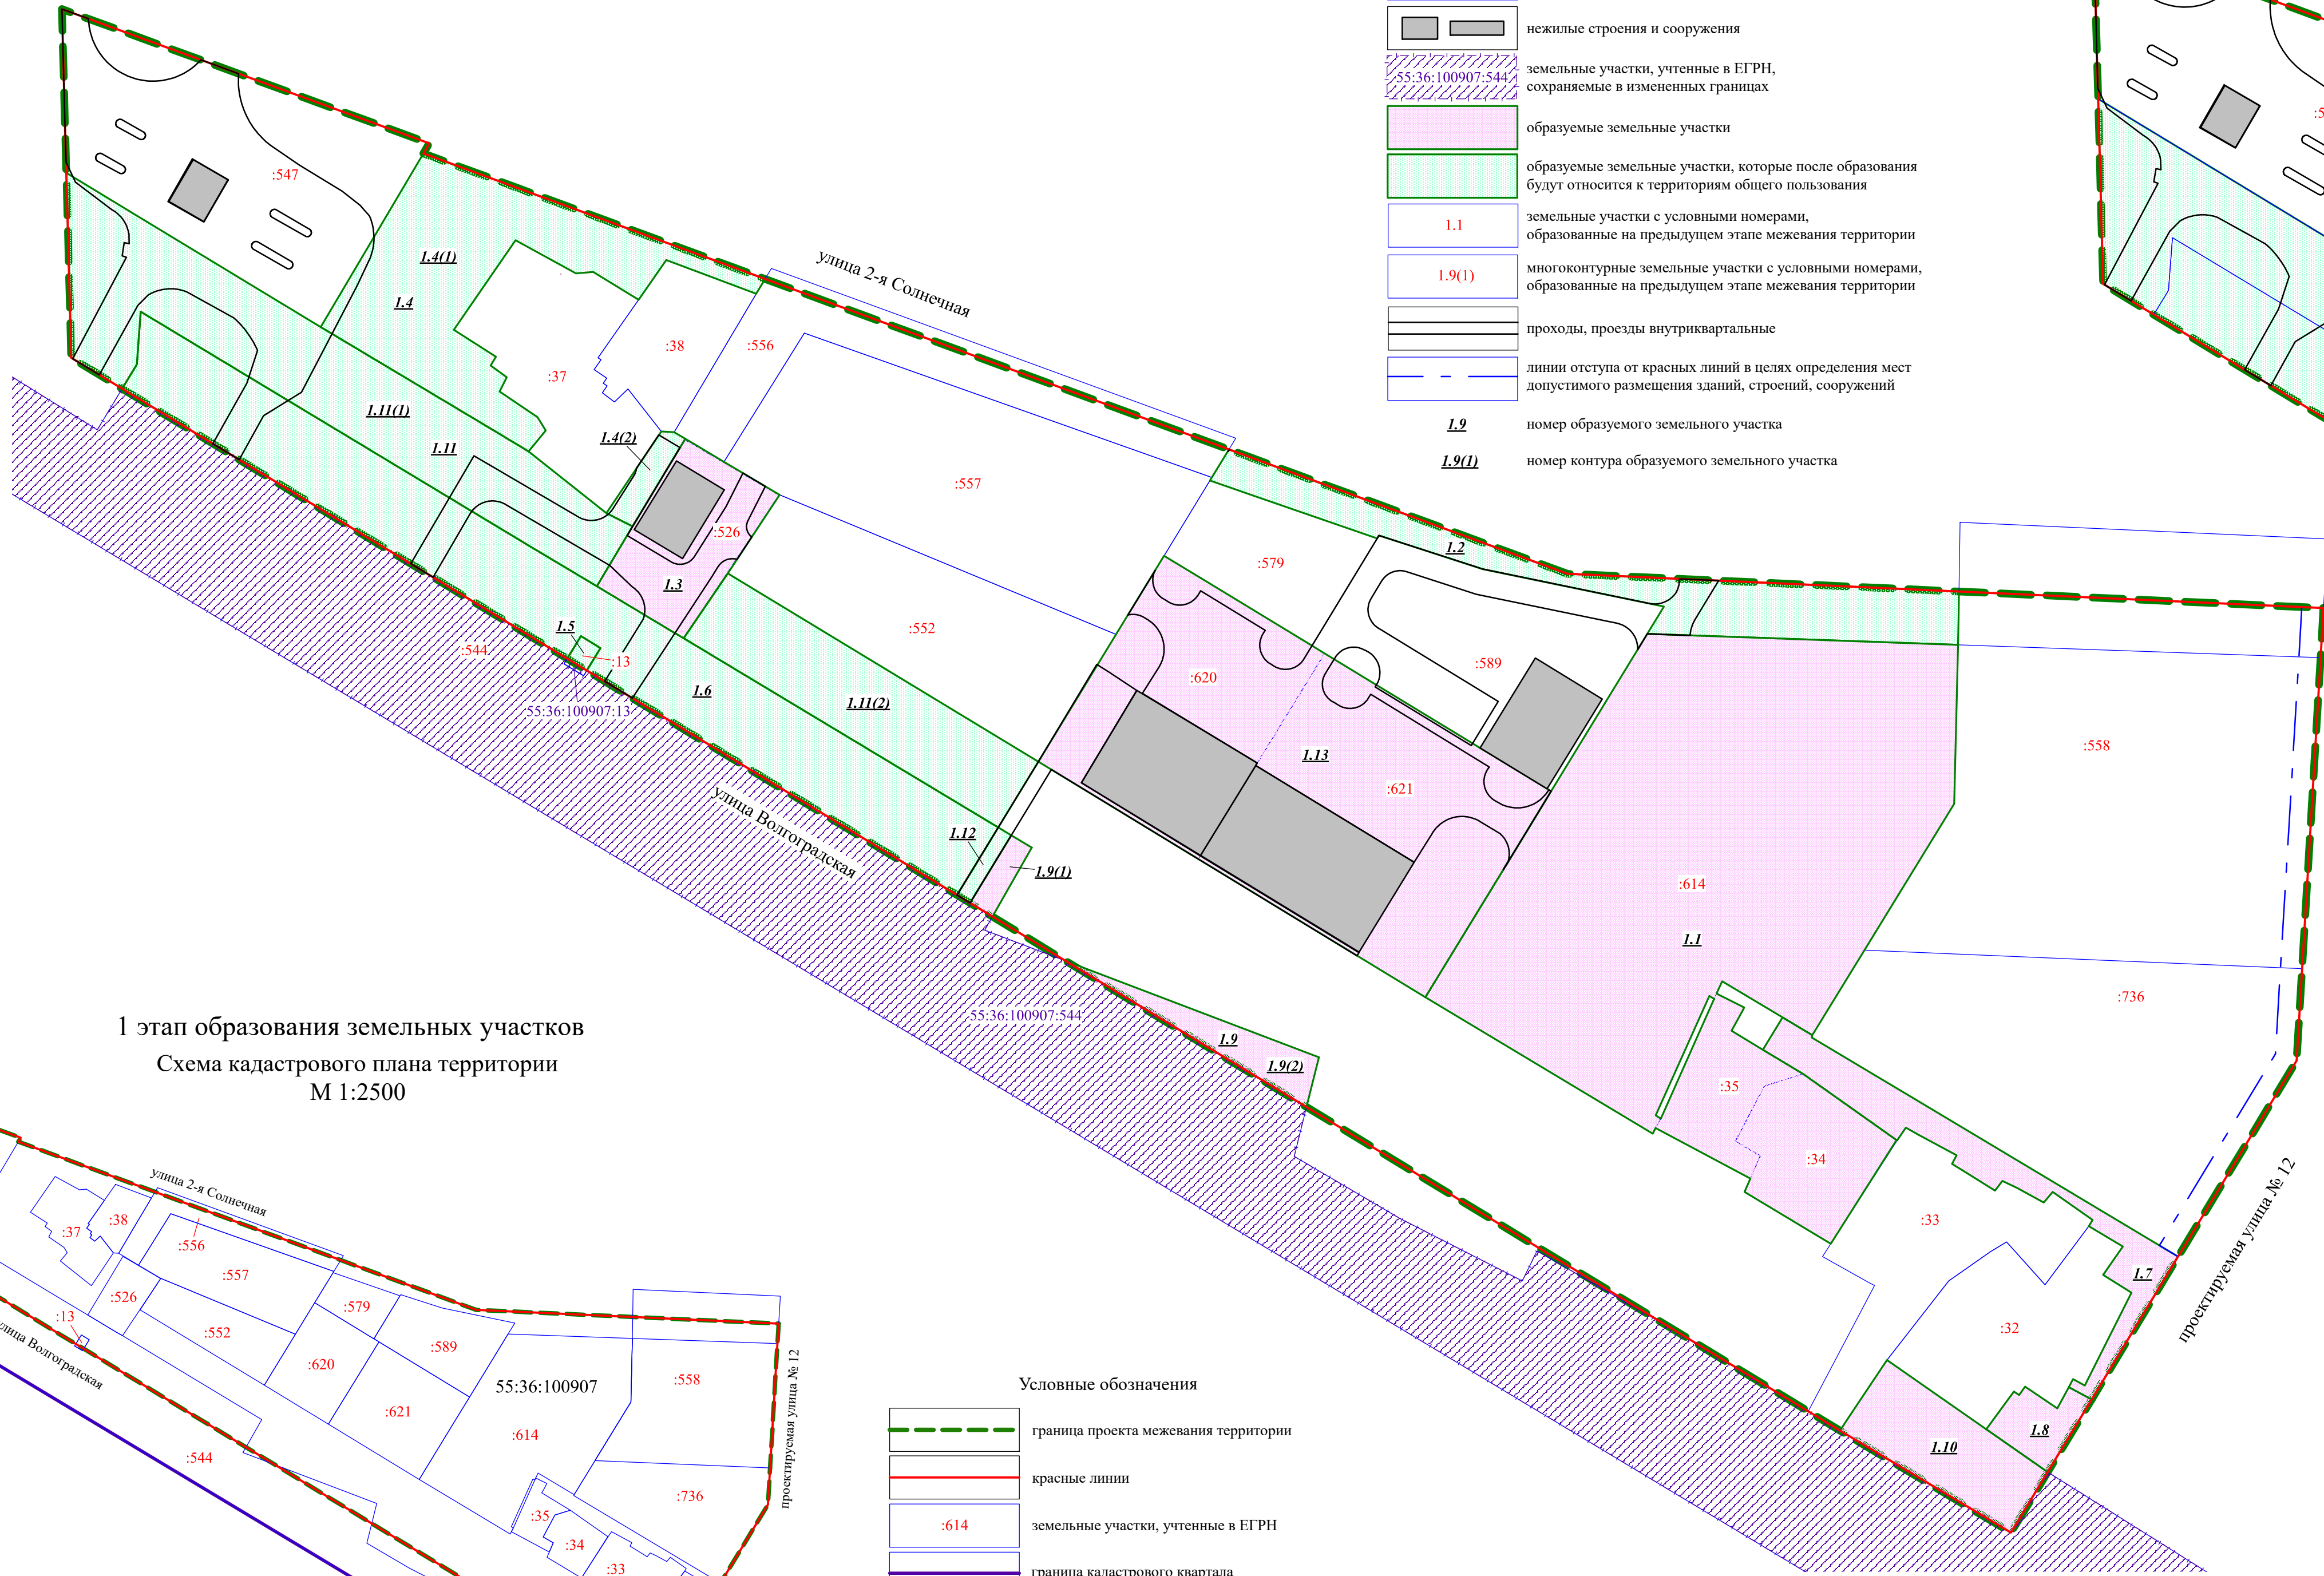 нежилые строения и сооружения
55:36:100907:544
земельные участки, учтенные в ЕГРН,
сохраняемые в измененных границах
образуемые земельные участки
образуемые земельные участки, которые после образования
будут относится к территориям общего пользования
1.1
земельные участки с условными номерами,
образованные на предыдущем этапе межевания территории
1.9(1)
многоконтурные земельные участки с условными номерами,
образованные на предыдущем этапе межевания территории
проходы, проезды внутриквартальные
линии отступа от красных линий в целях определения мест
допустимого размещения зданий, строений, сооружений
1.9
номер образуемого земельного участка
1.9(1)
номер контура образуемого земельного участка
:547
1.4(1)
1.4
улица 2-я Солнечная
:38
:556
:37
1.11(1)
1.11
1.4(2)
:557
:526
1.2
:579
1.3
1.5
:552
:544
:13
:589
:620
1.6
1.11(2)
55:36:100907:13
1.13
:558
:621
улица Волгоградская
1.12
1.9(1)
:614
1.1
:736
55:36:100907:544
1.9
1.9(2)
:35
:34
:33
1.7
:32
1.8
1.10
проектируемая улица № 12
1 этап образования земельных участков
Схема кадастрового плана территории
М 1:2500
улица 2-я Солнечная
:37
:38
:556
:557
:526
:579
:13
:552
:589
:620
55:36:100907
:558
:621
:614
:544
:736
:35
:34
:33
улица Волгоградская
проектируемая улица № 12
Условные обозначения
граница проекта межевания территории
красные линии
:614
земельные участки, учтенные в ЕГРН
граница кадастрового квартала